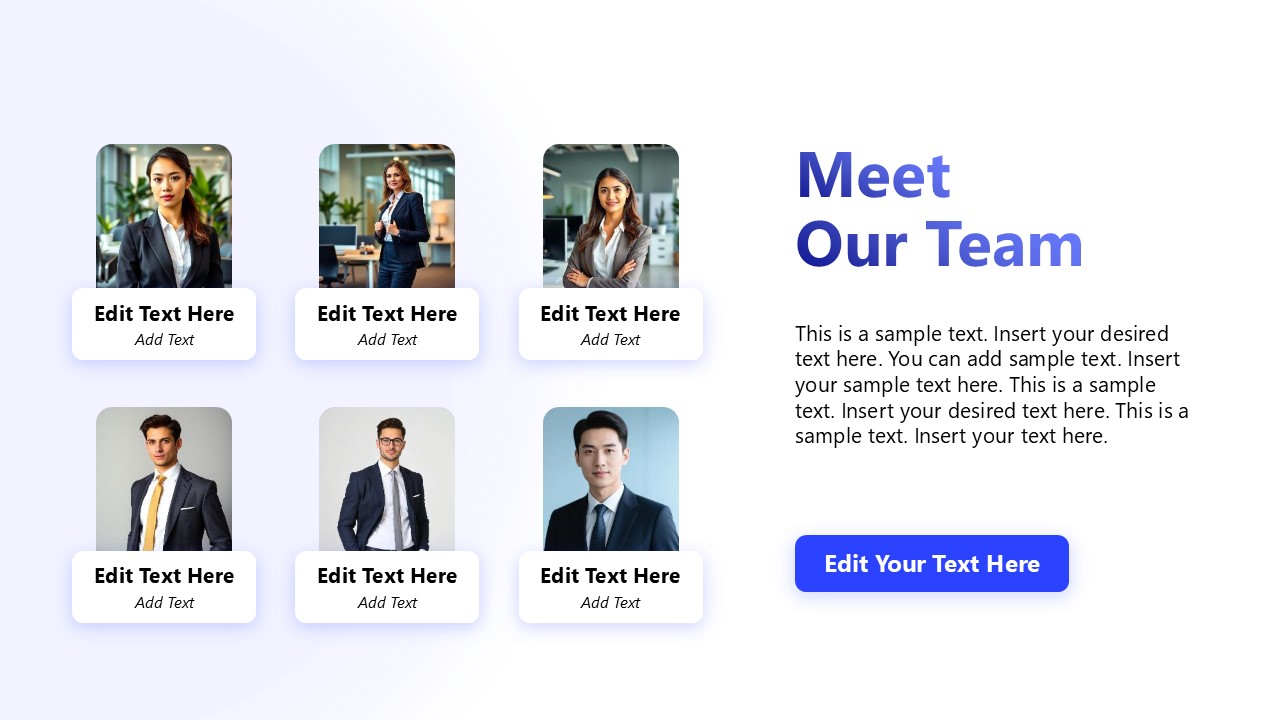 Meet
Our Team
This is a sample text. Insert your desired
text here. You can add sample text. Insert
your sample text here. This is a sample
text. Insert your desired text here. This is a
sample text. Insert your text here.
Edit Your Text Here
Edit Text Here
Add Text
Edit Text Here
Add Text
Edit Text Here
Add Text
Edit Text Here
Add Text
Edit Text Here
Add Text
Edit Text Here
Add Text